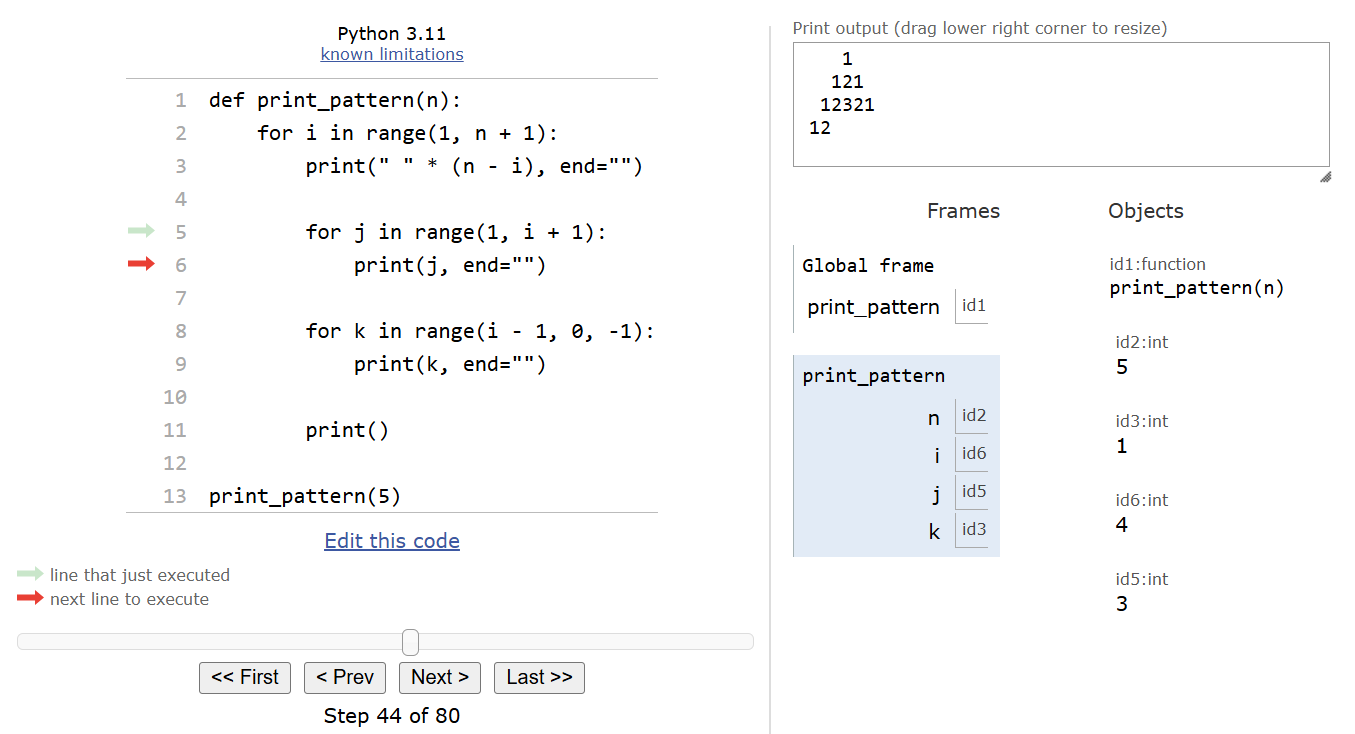 Python 3.11
known limitations
1 def print_pattern(n):
2     for i in range(1, n + 1):
3         print(" " * (n - i), end="")
4
5         for j in range(1, i + 1):
6             print(j, end="")
7
8         for k in range(i - 1, 0, -1):
9             print(k, end="")
10
11         print()
12
13 print_pattern(5)
Edit this code
line that just executed
next line to execute
<< First < Prev Next > Last >>
Step 44 of 80
Print output (drag lower right corner to resize)
    1
   121
  12321
 12
Frames Objects
Global frame
print_pattern id1
print_pattern
n id2
i id6
j id5
k id3
id1:function
print_pattern(n)
id2:int
5
id3:int
1
id6:int
4
id5:int
3